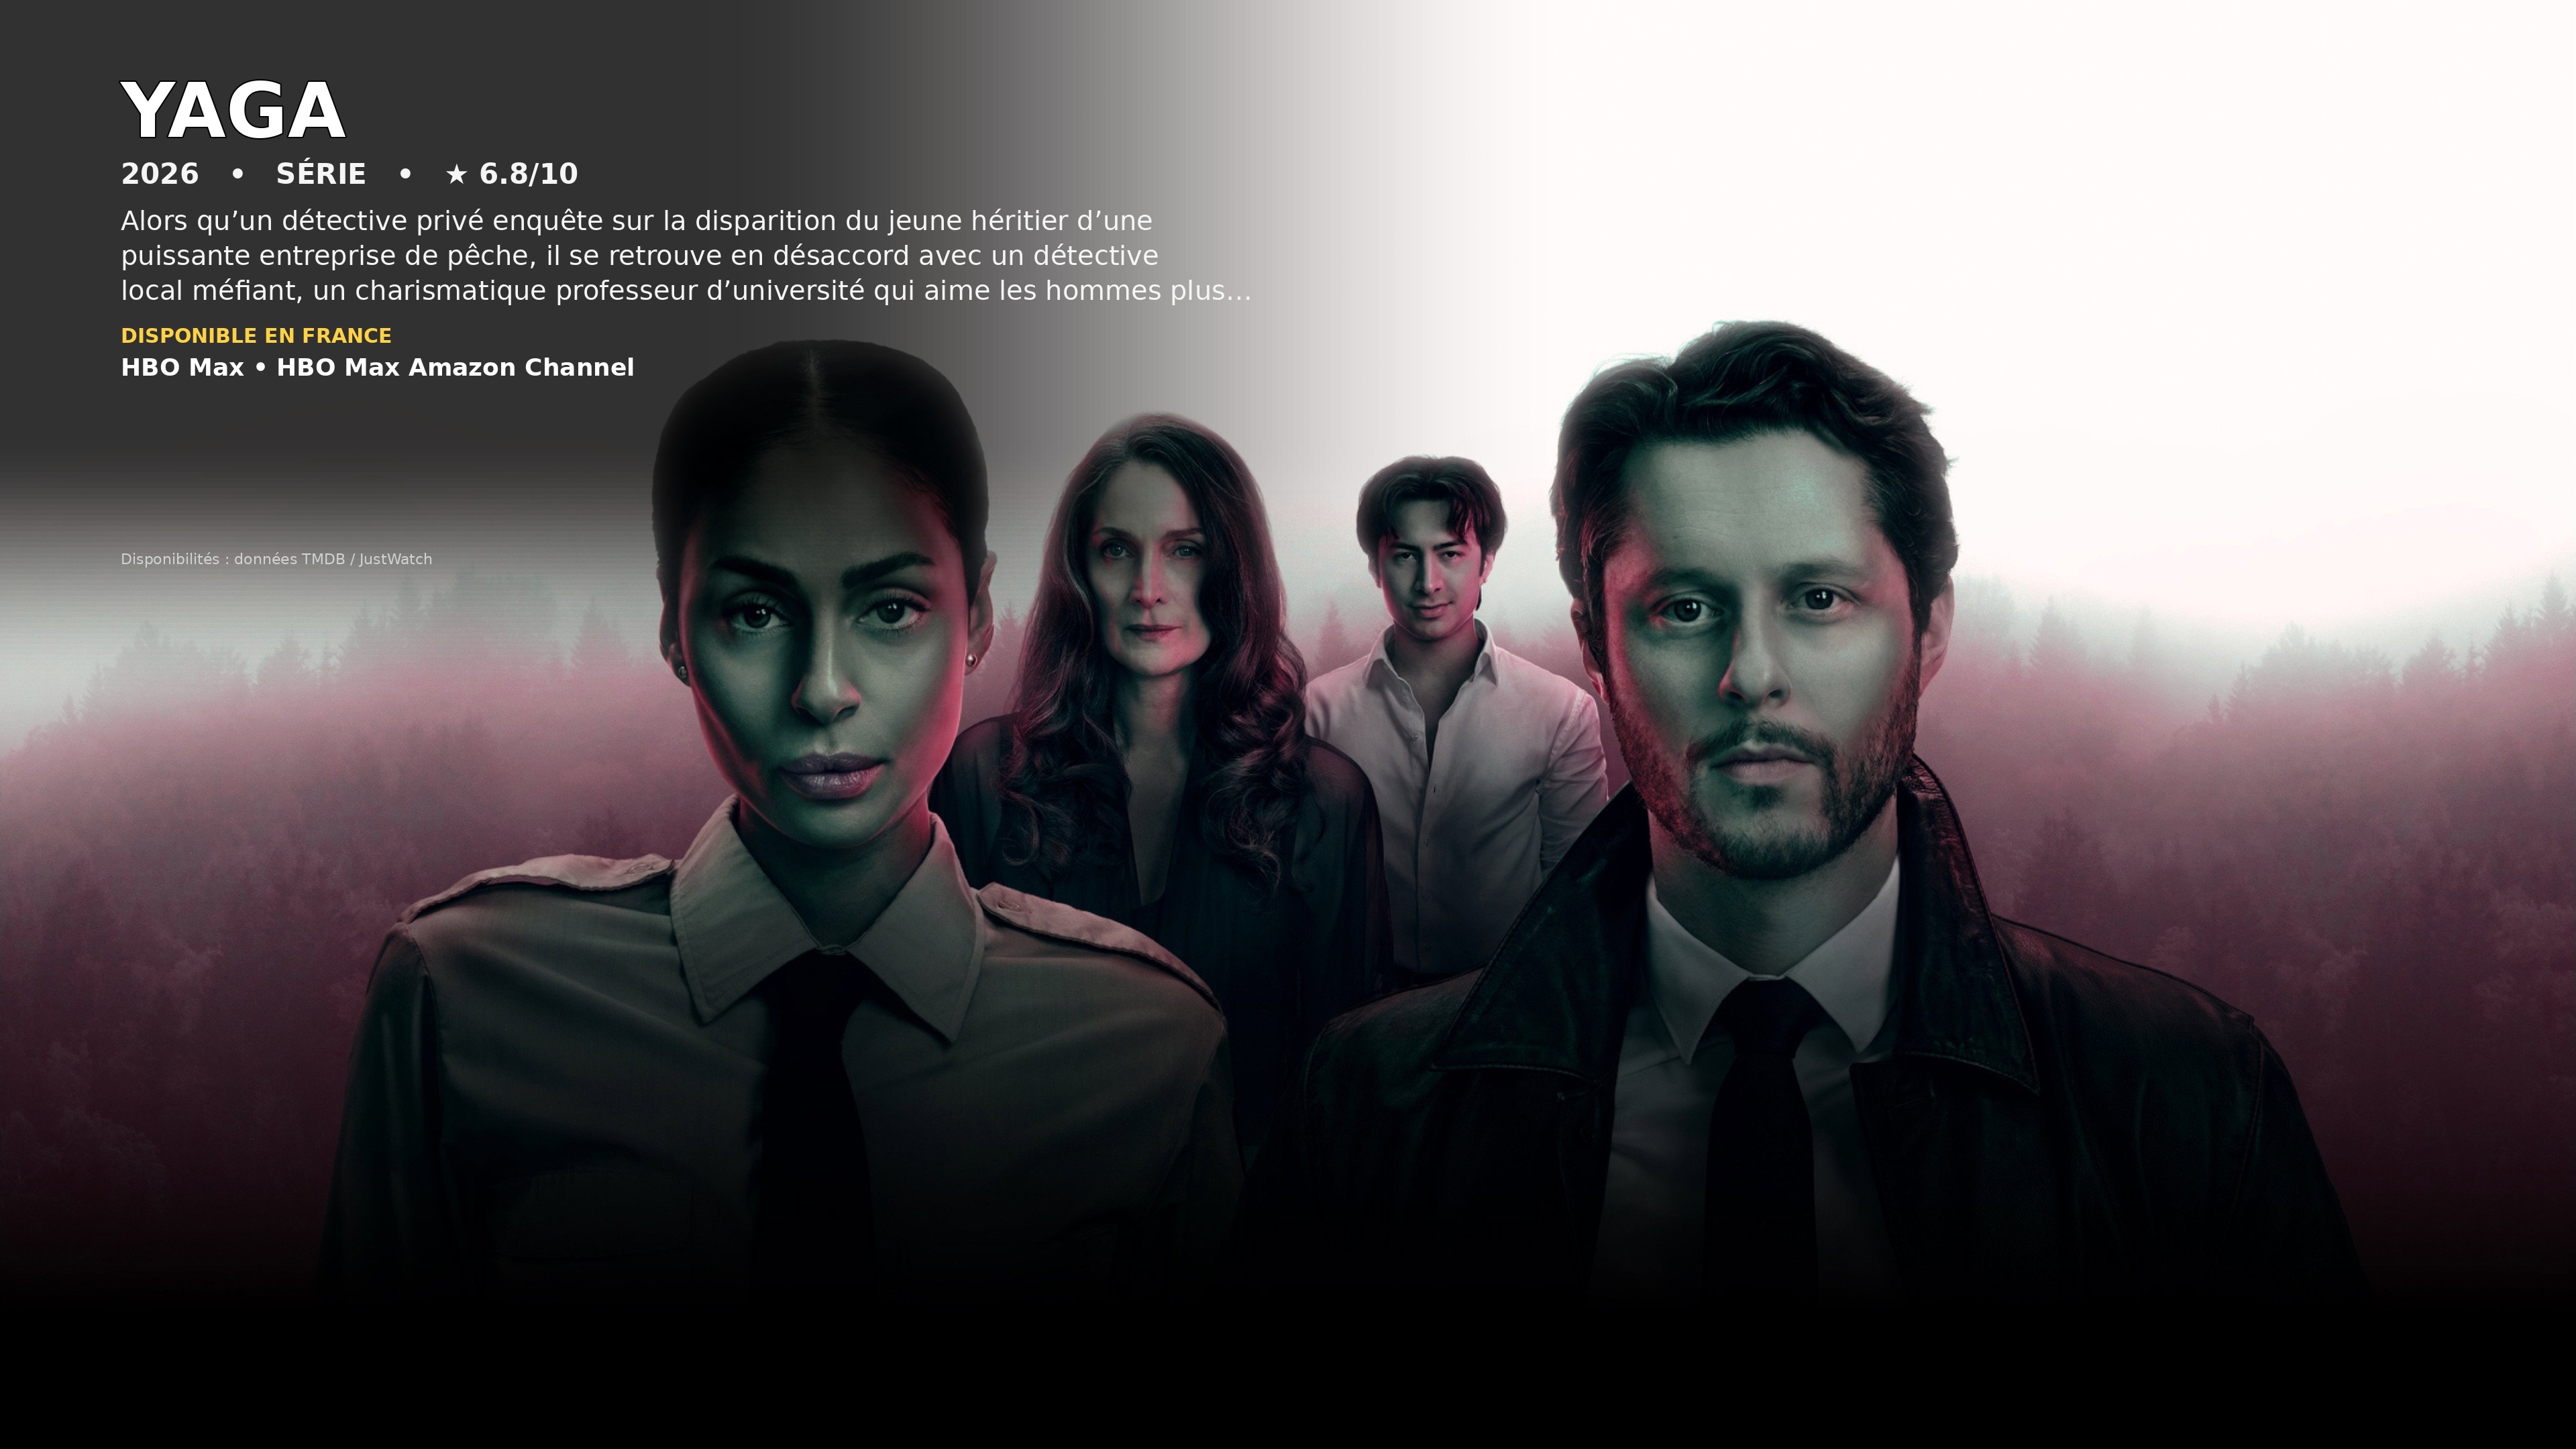 YAGA
2026 • SÉRIE • ★ 6.8/10
Alors qu’un détective privé enquête sur la disparition du jeune héritier d’une
puissante entreprise de pêche, il se retrouve en désaccord avec un détective
local méfiant, un charismatique professeur d’université qui aime les hommes plus…
DISPONIBLE EN FRANCE
HBO Max • HBO Max Amazon Channel
Disponibilités : données TMDB / JustWatch